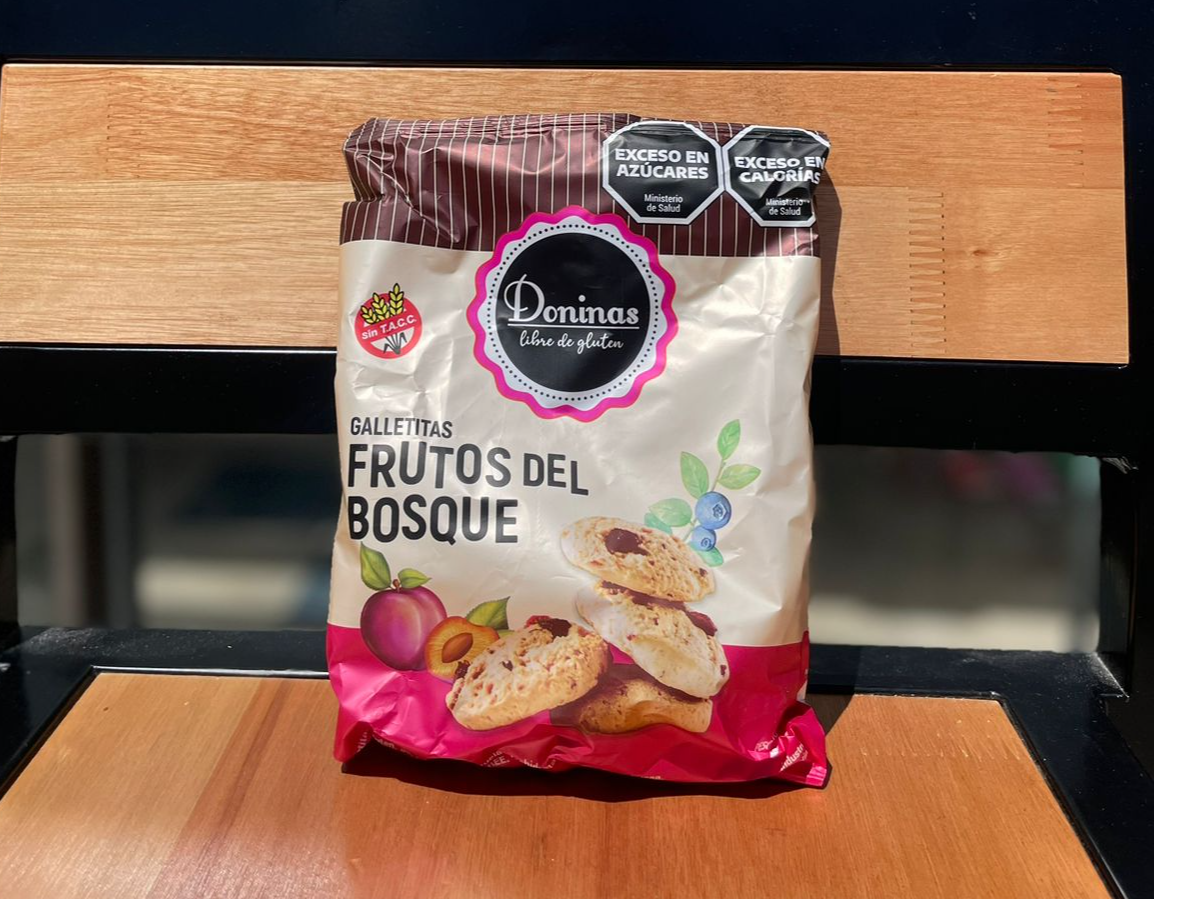 EXCESO EN
AZÚCARES
Ministerio
de Salud
EXCESO EN
CALORÍAS
Ministerio
de Salud
Doninas
libre de gluten
Sin T.A.C.C.
GALLETITAS
FRUTOS DEL
BOSQUE